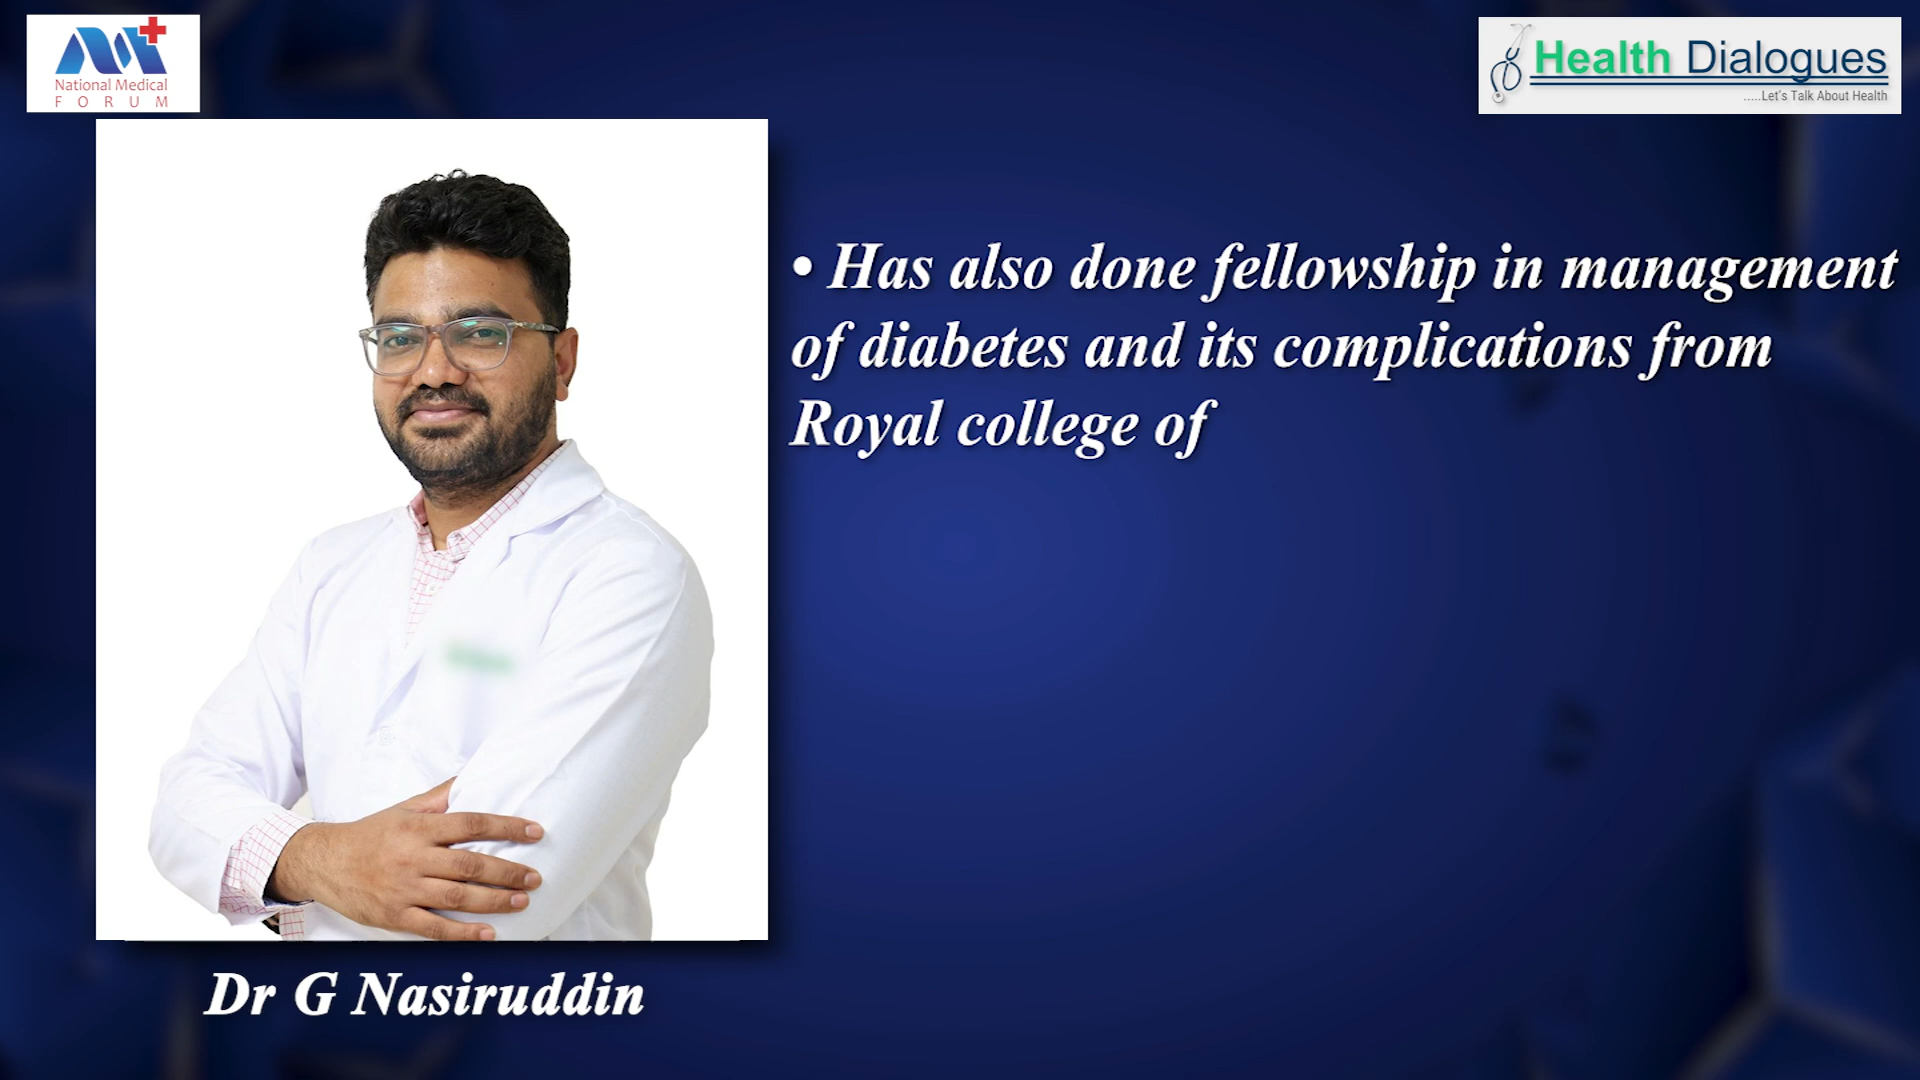 National Medical
FORUM
Health Dialogues
.....Let's Talk About Health
• Has also done fellowship in management
of diabetes and its complications from
Royal college of
Dr G Nasiruddin